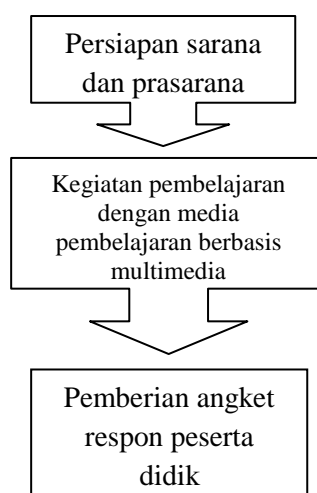 Persiapan sarana
dan prasarana
Kegiatan pembelajaran
dengan media
pembelajaran berbasis
multimedia
Pemberian angket
respon peserta
didik